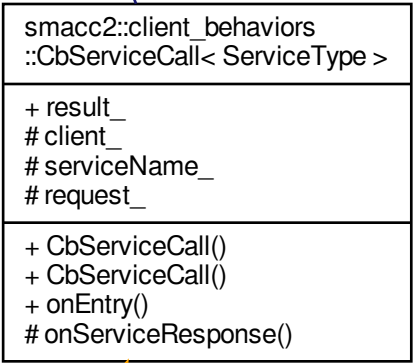 smacc2::client_behaviors
::CbServiceCall< ServiceType >
+ result_
# client_
# serviceName_
# request_
+ CbServiceCall()
+ CbServiceCall()
+ onEntry()
# onServiceResponse()